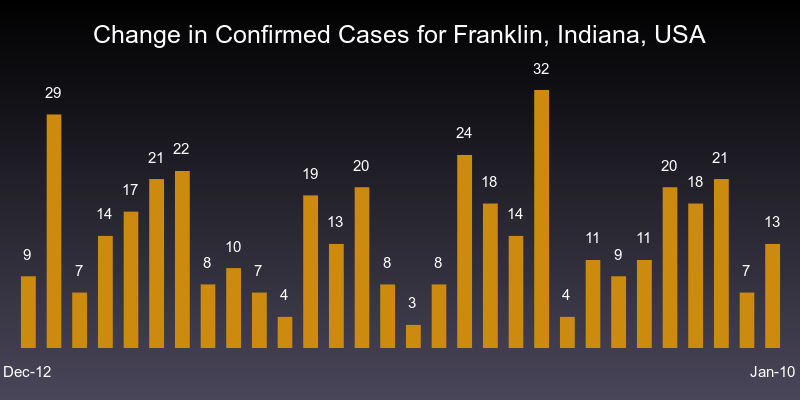 Change in Confirmed Cases for Franklin, Indiana, USA
9 29 7 14 17 21 22 8 10 7 4 19 13 20 8 3 8 24 18 14 32 4 11 9 11 20 18 21 7 13
Dec-12 Jan-10